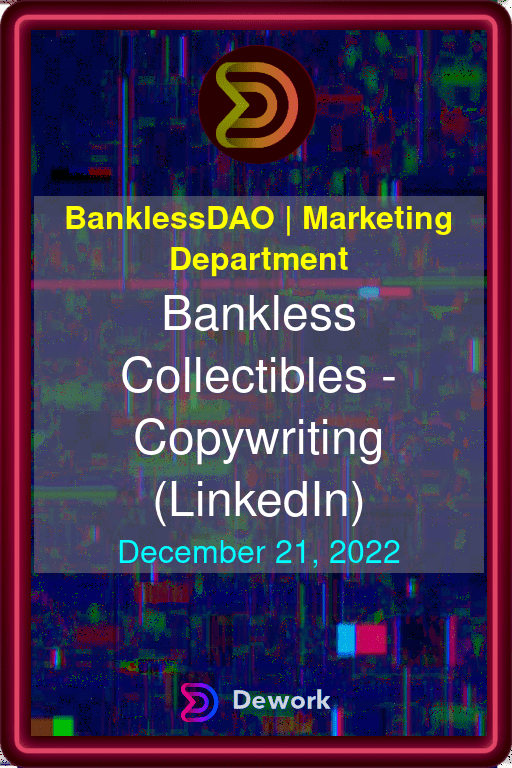 BanklessDAO | Marketing
Department
Bankless
Collectibles -
Copywriting
(LinkedIn)
December 21, 2022
Dework